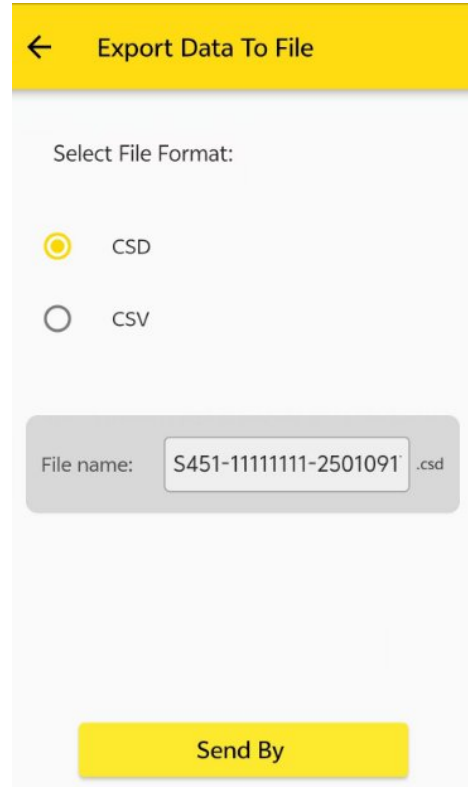 Export Data To File
Select File Format:
CSD
CSV
File name: S451-11111111-2501091 .csd
Send By